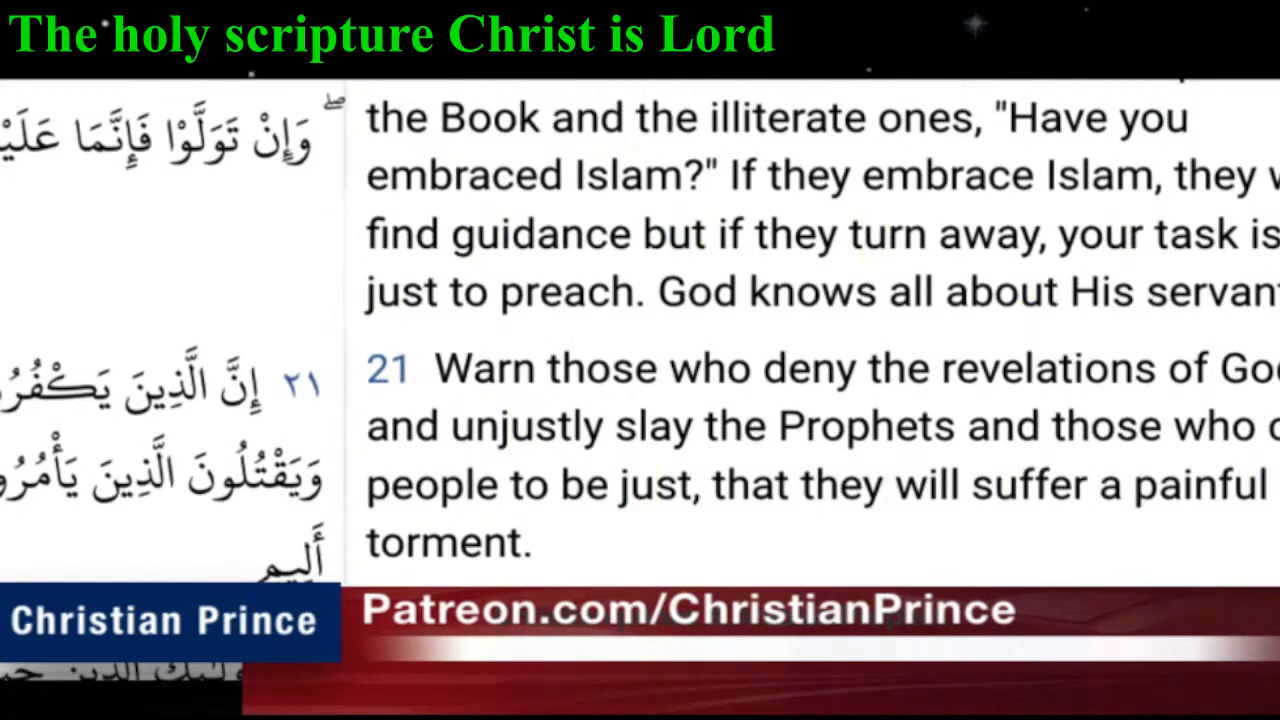 The holy scripture Christ is Lord
وَإِنْ تَوَلَّوْا فَإِنَّمَا
the Book and the illiterate ones, "Have you
embraced Islam?" If they embrace Islam, they
find guidance but if they turn away, your task is
just to preach. God knows all about His
٢١ إِنَّ الَّذِينَ
21 Warn those who deny the revelations of
and unjustly slay the Prophets and those who
وَيَقْتُلُونَ الَّذِينَ
people to be just, that they will suffer a painful
أَلِيمٍ
torment.
Christian Prince
Patreon.com/ChristianPrince